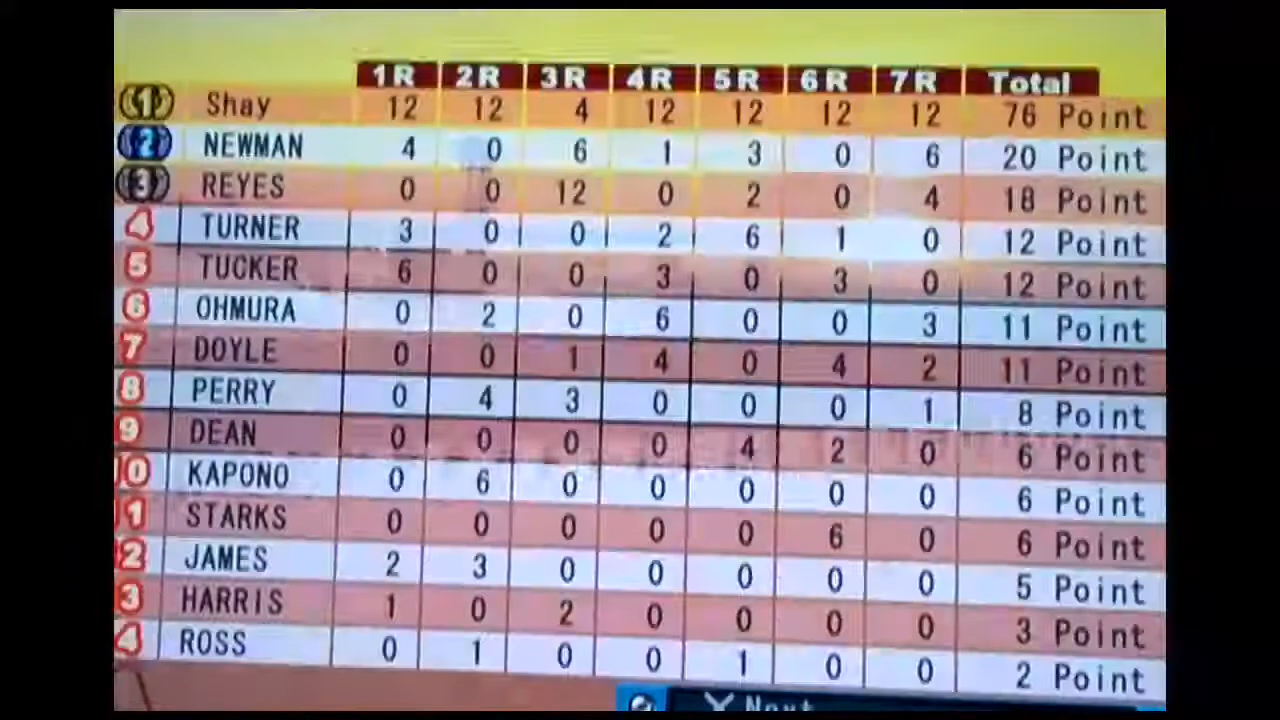 1R 2R 3R 4R 5R 6R 7R Total
1 Shay 12 12 4 12 12 12 12 76 Point
2 NEWMAN 4 0 6 1 3 0 6 20 Point
3 REYES 0 0 12 0 2 0 4 18 Point
4 TURNER 3 0 0 2 6 1 0 12 Point
5 TUCKER 6 0 0 3 0 3 0 12 Point
6 OHMURA 0 2 0 6 0 0 3 11 Point
7 DOYLE 0 0 1 4 0 4 2 11 Point
8 PERRY 0 4 3 0 0 0 1 8 Point
9 DEAN 0 0 0 0 4 2 0 6 Point
10 KAPONO 0 6 0 0 0 0 0 6 Point
11 STARKS 0 0 0 0 0 6 0 6 Point
2 JAMES 2 3 0 0 0 0 0 5 Point
3 HARRIS 1 0 2 0 0 0 0 3 Point
4 ROSS 0 1 0 0 1 0 0 2 Point
Next